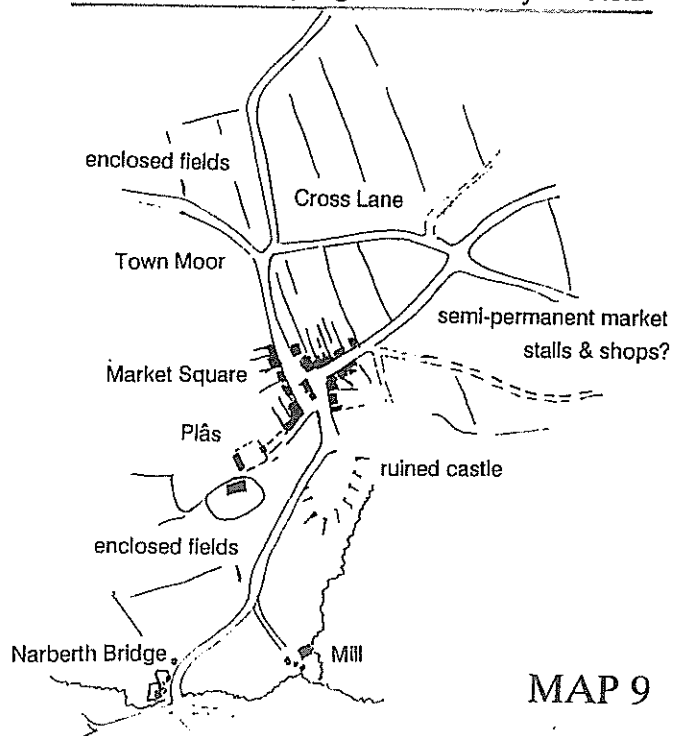 enclosed fields
Cross Lane
Town Moor
semi-permanent market
stalls & shops?
Market Square
Plâs
ruined castle
enclosed fields
Narberth Bridge
Mill
MAP 9